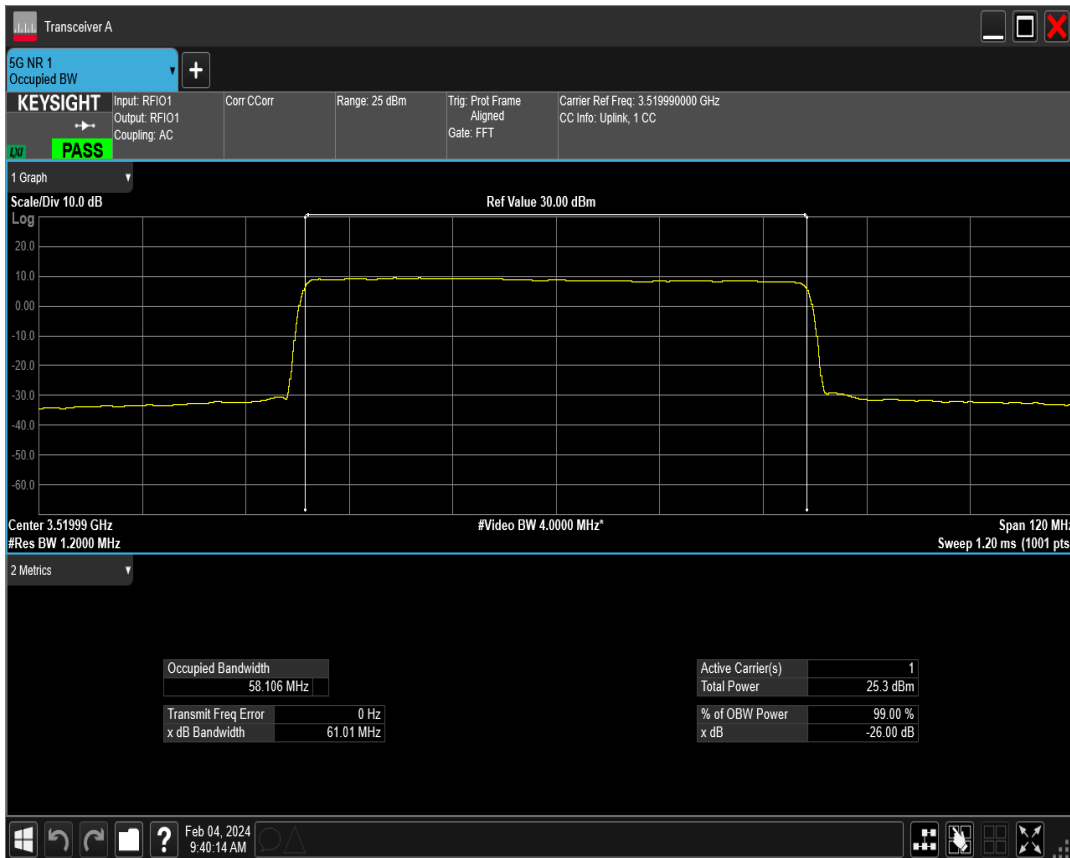 Transceiver A
5G NR 1
Occupied BW
+
KEYSIGHT
LXI
PASS
Input: RFIO1
Output: RFIO1
Coupling: AC
Corr CCorr
Range: 25 dBm
Trig: Prot Frame
Aligned
Gate: FFT
Carrier Ref Freq: 3.519990000 GHz
CC Info: Uplink, 1 CC
1 Graph
Scale/Div 10.0 dB
Ref Value 30.00 dBm
Log
20.0
10.0
0.00
-10.0
-20.0
-30.0
-40.0
-50.0
-60.0
Center 3.51999 GHz
#Video BW 4.0000 MHz*
Span 120 MHz
#Res BW 1.2000 MHz
Sweep 1.20 ms (1001 pts
2 Metrics
Occupied Bandwidth
58.106 MHz
Transmit Freq Error 0 Hz
x dB Bandwidth 61.01 MHz
Active Carrier(s) 1
Total Power 25.3 dBm
% of OBW Power 99.00 %
x dB -26.00 dB
?
Feb 04, 2024
9:40:14 AM